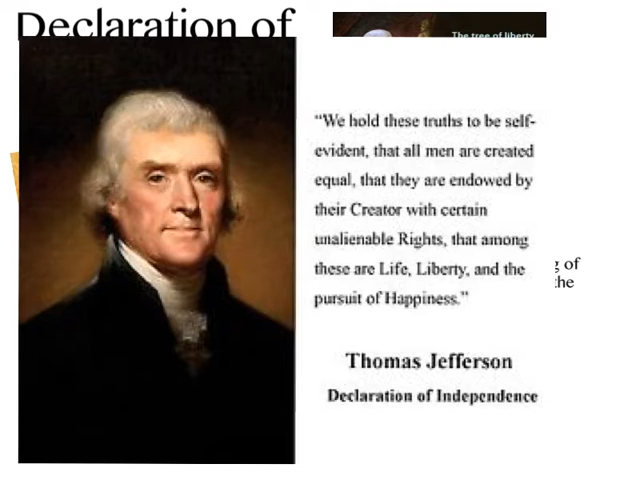 Declaration of
The tree of liberty
“We hold these truths to be self-
evident, that all men are created
equal, that they are endowed by
their Creator with certain
unalienable Rights, that among
these are Life, Liberty, and the
pursuit of Happiness.”
g of
the
Thomas Jefferson
Declaration of Independence